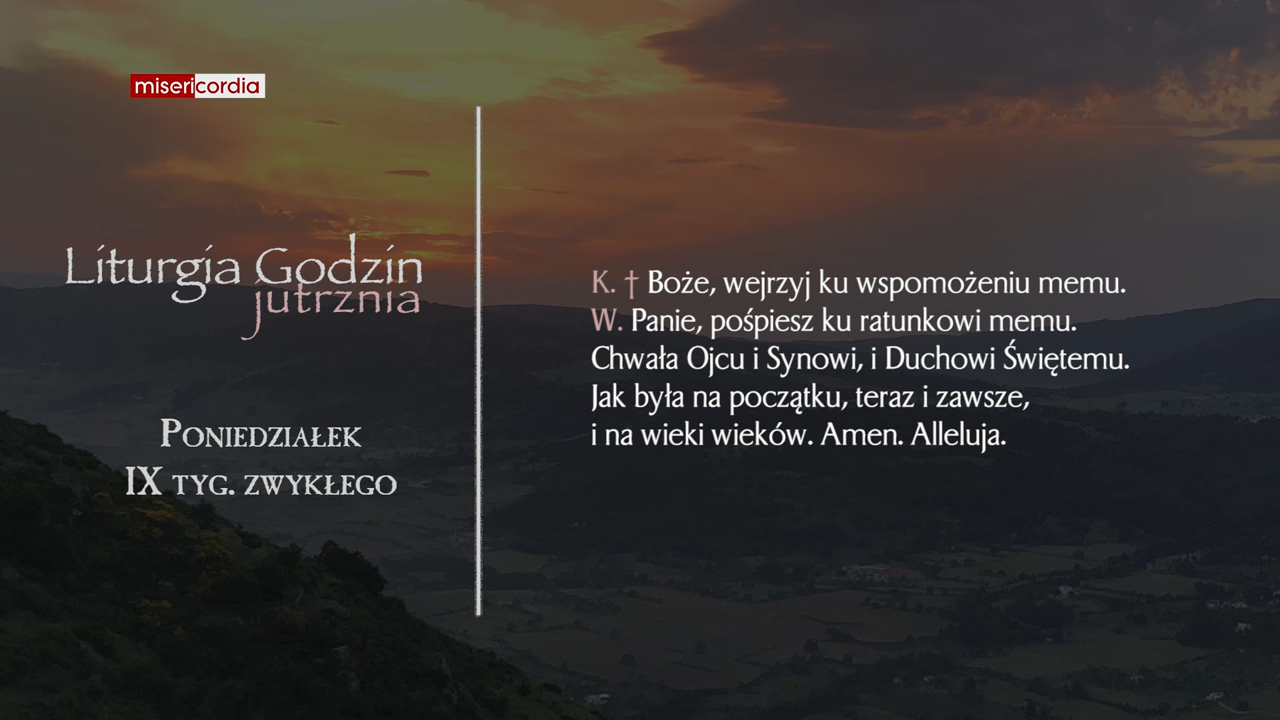 misericordia
Liturgia Godzin
jutrznia
Poniedziałek
IX tyg. zwykłego
K. † Boże, wejrzyj ku wspomożeniu memu.
W. Panie, pośpiesz ku ratunkowi memu.
Chwała Ojcu i Synowi, i Duchowi Świętemu.
Jak była na początku, teraz i zawsze,
i na wieki wieków. Amen. Alleluja.